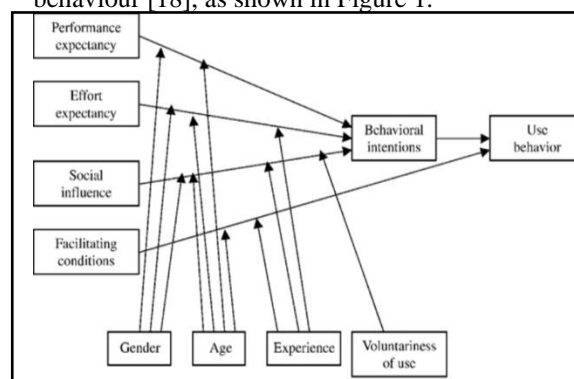 behaviour [18], as shown in Figure 1.
Performance
expectancy
Effort
expectancy
Behavioral
intentions
Use
behavior
Social
influence
Facilitating
conditions
Gender
Age
Experience
Voluntariness
of use